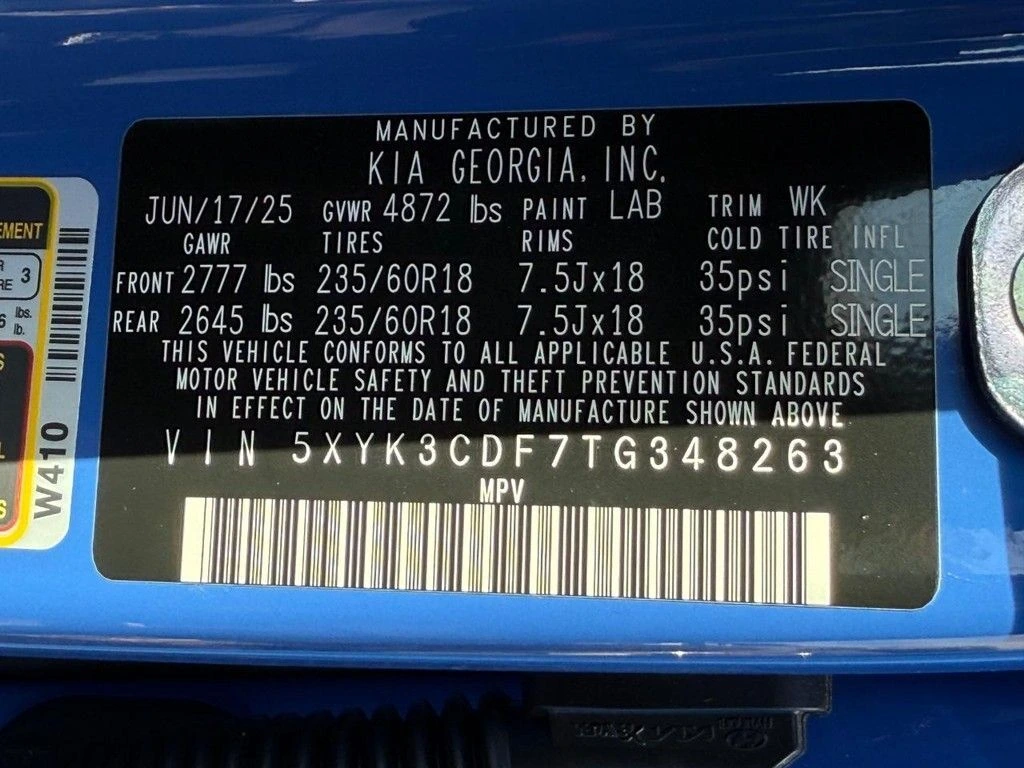 MANUFACTURED BY
KIA GEORGIA, INC.
JUN/17/25 GVWR 4872 lbs PAINT LAB TRIM WK
GAWR TIRES RIMS COLD TIRE INFL
FRONT 2777 lbs 235/60R18 7.5Jx18 35psi SINGLE
REAR 2645 lbs 235/60R18 7.5Jx18 35psi SINGLE
THIS VEHICLE CONFORMS TO ALL APPLICABLE U.S.A. FEDERAL
MOTOR VEHICLE SAFETY AND THEFT PREVENTION STANDARDS
IN EFFECT ON THE DATE OF MANUFACTURE SHOWN ABOVE
VIN 5XYK3CDF7TG348263
MPV
3
lbs.
lb.
W410